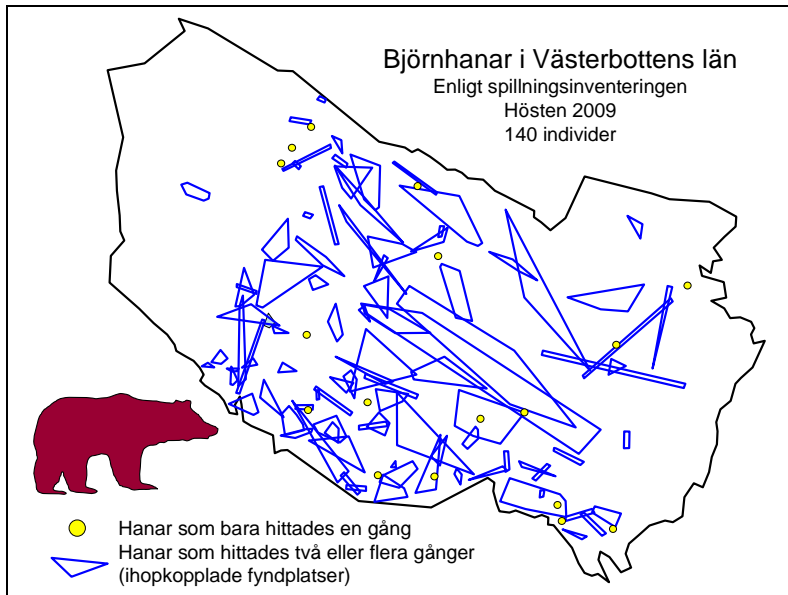 Björnhanar i Västerbottens län
Enligt spillningsinventeringen
Hösten 2009
140 individer
Hanar som bara hittades en gång
Hanar som hittades två eller flera gånger
(ihopkopplade fyndplatser)